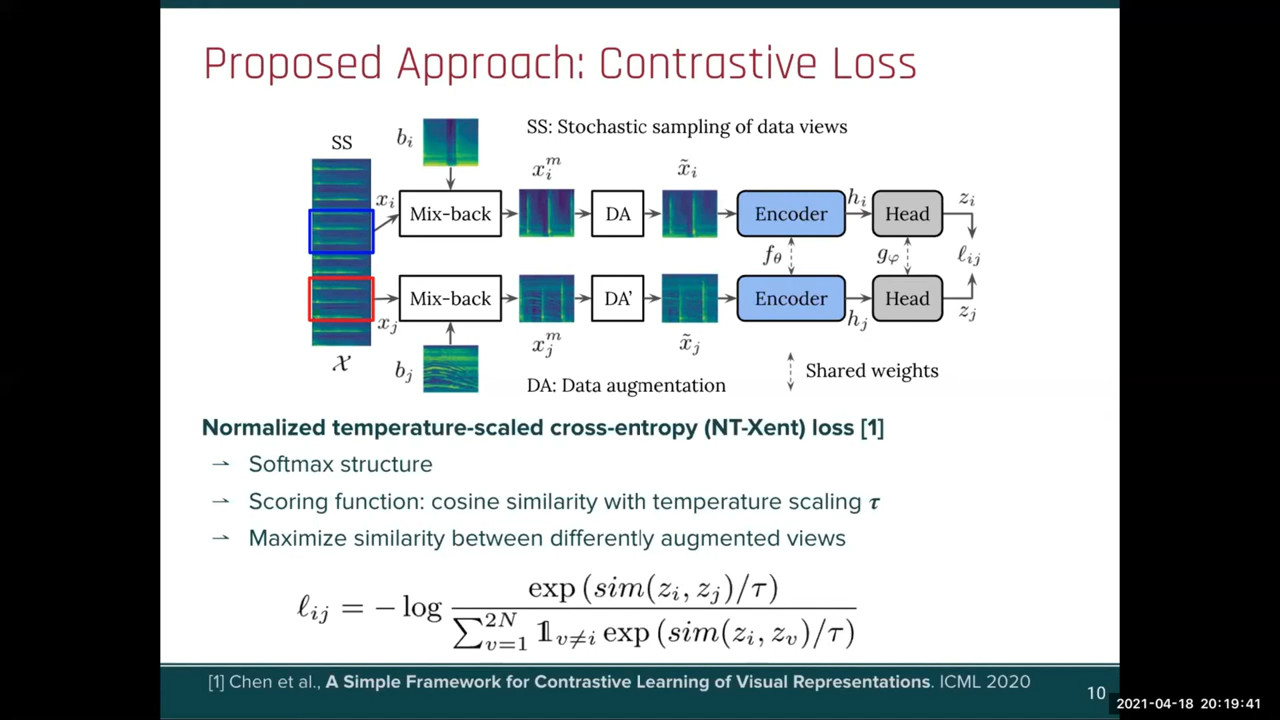 Proposed Approach: Contrastive Loss
SS
b_i
SS: Stochastic sampling of data views
x_i
Mix-back
x_i^m
DA
x̃_i
Encoder
h_i
Head
z_i
f_θ
g_φ
ℓ_ij
x_j
Mix-back
x_j^m
DA'
x̃_j
Encoder
h_j
Head
z_j
𝒳
b_j
DA: Data augmentation
Shared weights
Normalized temperature-scaled cross-entropy (NT-Xent) loss [1]
→ Softmax structure
→ Scoring function: cosine similarity with temperature scaling τ
→ Maximize similarity between differently augmented views
ℓ_ij = − log exp (sim(z_i, z_j)/τ) / ∑_{v=1}^{2N} 𝟙_{v≠i} exp (sim(z_i, z_v)/τ)
[1] Chen et al., A Simple Framework for Contrastive Learning of Visual Representations. ICML 2020
10
2021-04-18 20:19:41